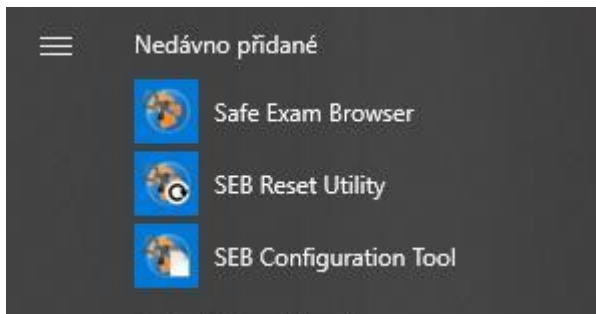 Nedávno přidané
Safe Exam Browser
SEB Reset Utility
SEB Configuration Tool